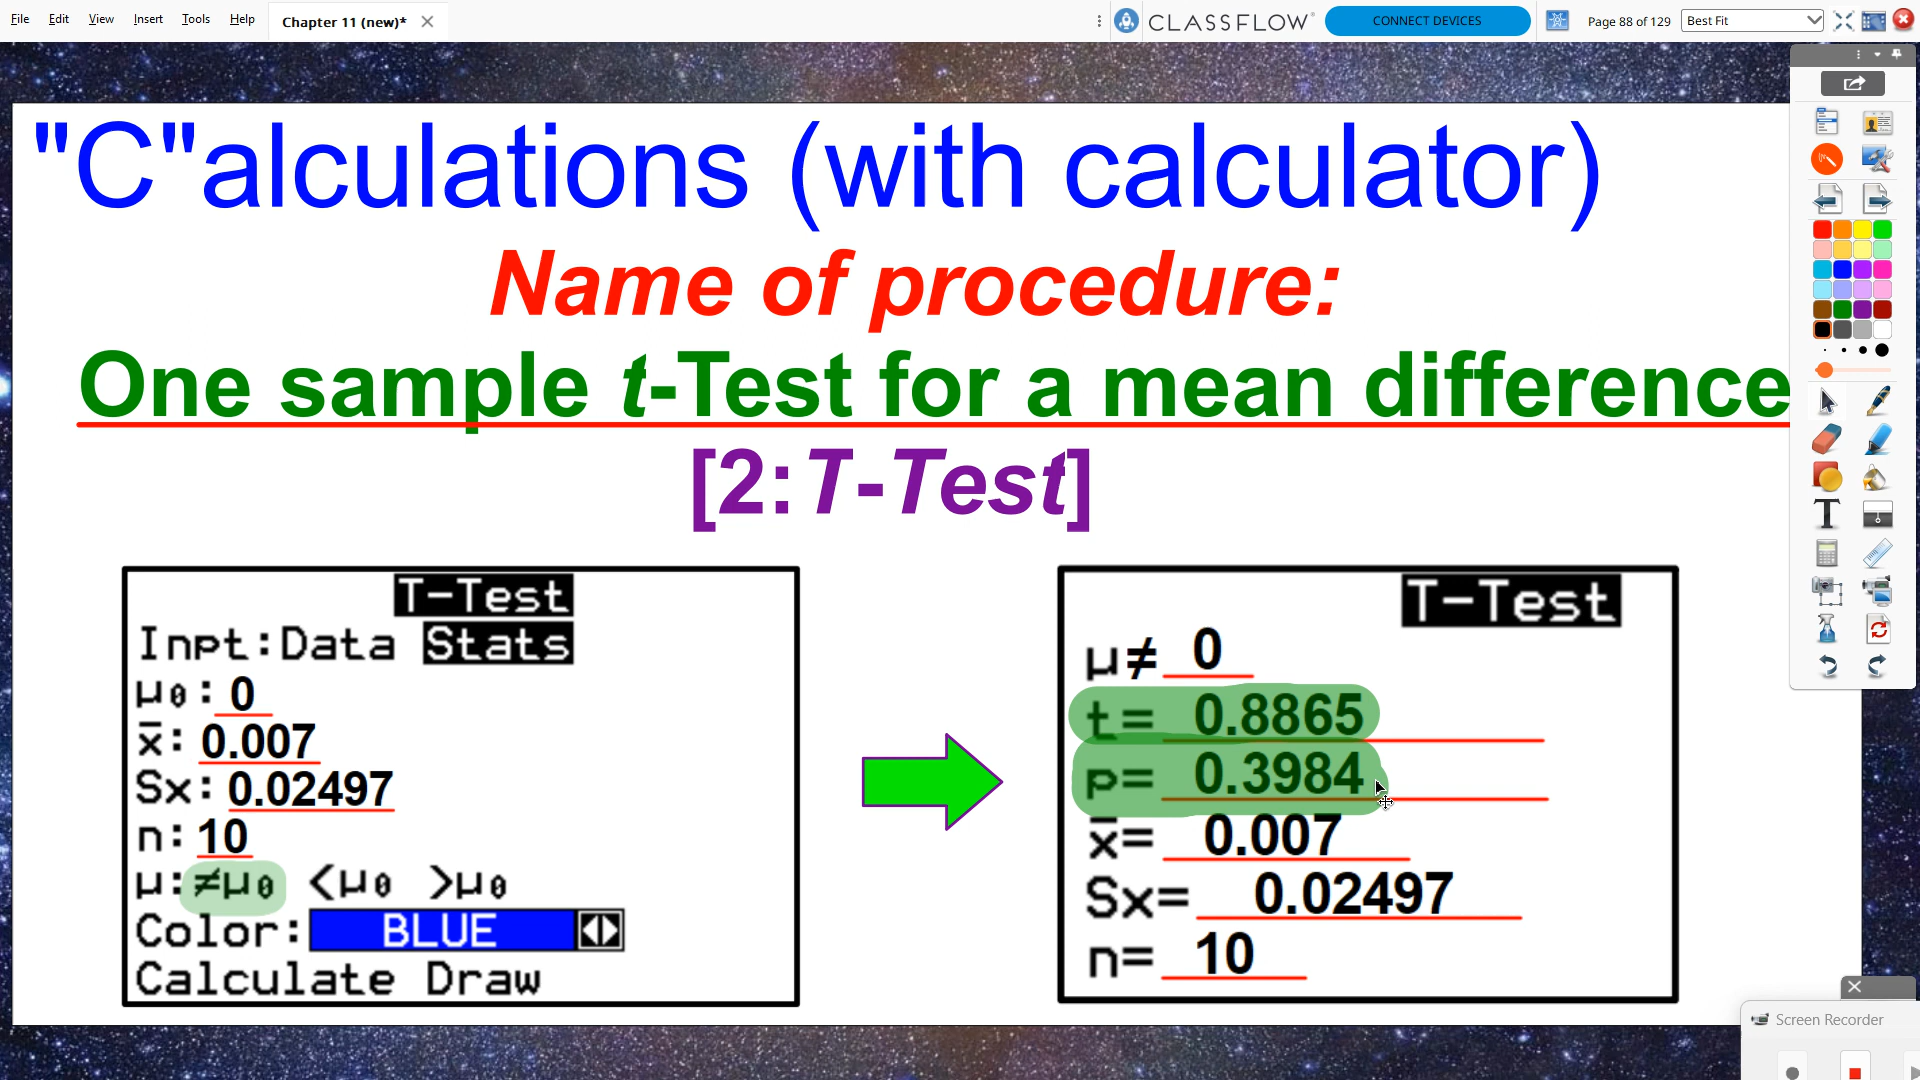 File Edit View Insert Tools Help Chapter 11 (new)* CLASSFLOW CONNECT DEVICES Page 88 of 129 Best Fit
"C"alculations (with calculator)
Name of procedure:
One sample t-Test for a mean difference
[2:T-Test]
T-Test
Inpt:Data Stats
μ0: 0
x̄: 0.007
Sx: 0.02497
n: 10
μ:≠μ0 <μ0 >μ0
Color: BLUE
Calculate Draw
T-Test
μ≠ 0
t= 0.8865
p= 0.3984
x̄= 0.007
Sx= 0.02497
n= 10
Screen Recorder